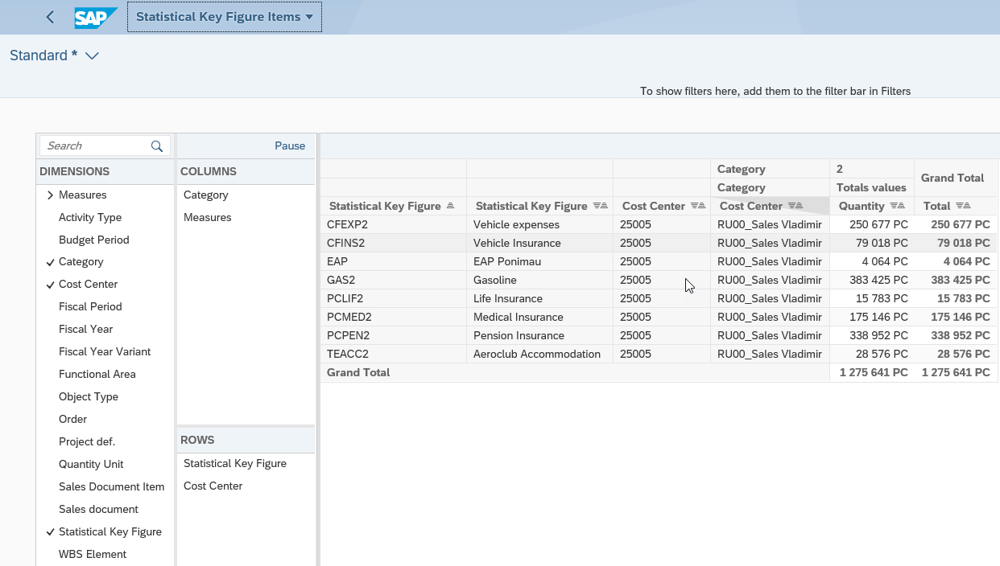 SAP Statistical Key Figure Items
Standard *
To show filters here, add them to the filter bar in Filters
Search
Pause
DIMENSIONS
Measures
Activity Type
Budget Period
Category
Cost Center
Fiscal Period
Fiscal Year
Fiscal Year Variant
Functional Area
Object Type
Order
Project def.
Quantity Unit
Sales Document Item
Sales document
Statistical Key Figure
WBS Element
COLUMNS
Category
Measures
ROWS
Statistical Key Figure
Cost Center
Category 2 Grand Total
Category Totals values
Statistical Key Figure Statistical Key Figure Cost Center Cost Center Quantity Total
CFEXP2 Vehicle expenses 25005 RU00_Sales Vladimir 250 677 PC 250 677 PC
CFINS2 Vehicle Insurance 25005 RU00_Sales Vladimir 79 018 PC 79 018 PC
EAP EAP Ponimau 25005 RU00_Sales Vladimir 4 064 PC 4 064 PC
GAS2 Gasoline 25005 RU00_Sales Vladimir 383 425 PC 383 425 PC
PCLIF2 Life Insurance 25005 RU00_Sales Vladimir 15 783 PC 15 783 PC
PCMED2 Medical Insurance 25005 RU00_Sales Vladimir 175 146 PC 175 146 PC
PCPEN2 Pension Insurance 25005 RU00_Sales Vladimir 338 952 PC 338 952 PC
TEACC2 Aeroclub Accommodation 25005 RU00_Sales Vladimir 28 576 PC 28 576 PC
Grand Total 1 275 641 PC 1 275 641 PC